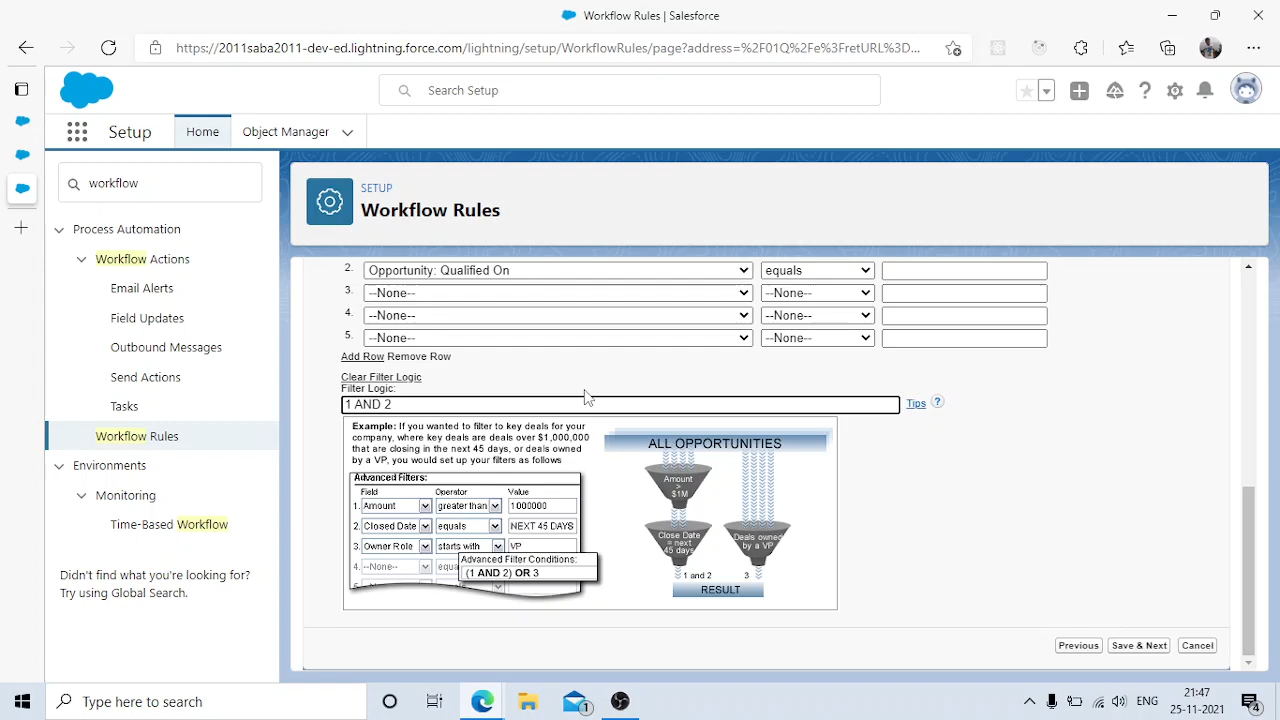 Workflow Rules | Salesforce
https://2011saba2011-dev-ed.lightning.force.com/lightning/setup/WorkflowRules/page?address=%2F01Q%2Fe%3FretURL%3D...
Search Setup
Setup
Home
Object Manager
workflow
Process Automation
Workflow Actions
Email Alerts
Field Updates
Outbound Messages
Send Actions
Tasks
Workflow Rules
Environments
Monitoring
Time-Based Workflow
Didn't find what you're looking for?
Try using Global Search.
SETUP
Workflow Rules
2. Opportunity: Qualified On equals
3. --None-- --None--
4. --None-- --None--
5. --None-- --None--
Add Row Remove Row
Clear Filter Logic
Filter Logic:
1 AND 2
Tips ?
Example: If you wanted to filter to key deals for your
company, where key deals are deals over $1,000,000
that are closing in the next 45 days, or deals owned
by a VP, you would set up your filters as follows
Advanced Filters:
Field Operator Value
1. Amount greater than 1000000
2. Closed Date equals NEXT 45 DAYS
3. Owner Role starts with VP
4. --None-- equa
Advanced Filter Conditions:
(1 AND 2) OR 3
ALL OPPORTUNITIES
Amount
>
$1M
Close Date
= next
45 days
Deals owned
by a VP
1 and 2 3
RESULT
Previous Save & Next Cancel
Type here to search
1
ENG
21:47
25-11-2021
4